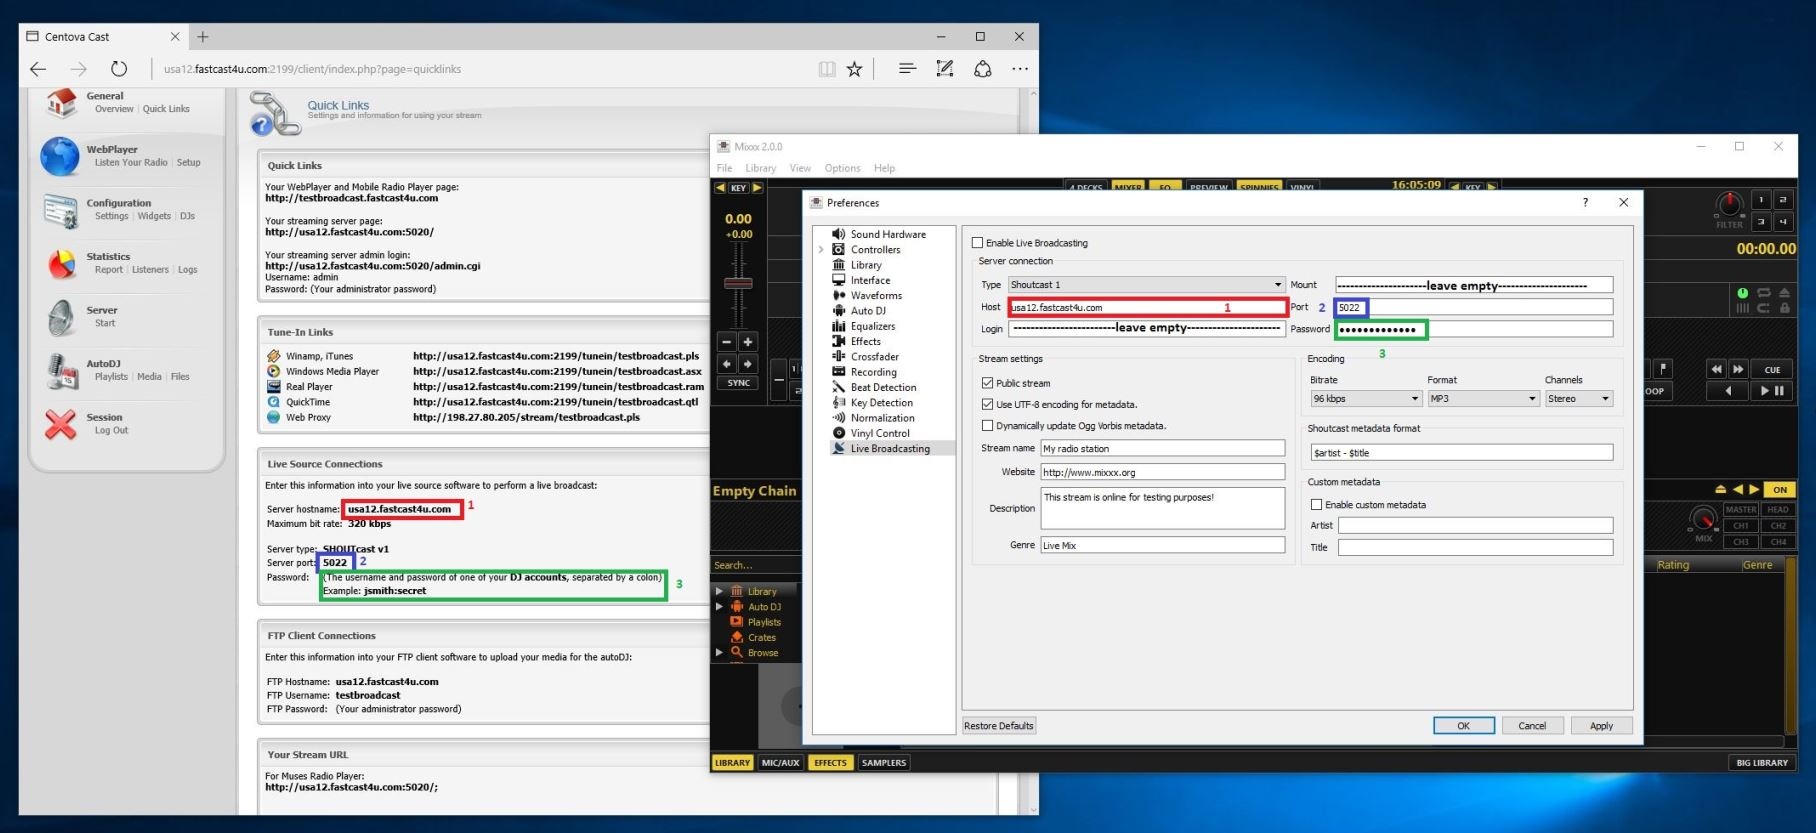 Centova Cast
usa12.fastcast4u.com:2199/client/index.php?page=quicklinks
General
Overview | Quick Links
WebPlayer
Listen Your Radio | Setup
Configuration
Settings | Widgets | DJs
Statistics
Report | Listeners | Logs
Server
Start
AutoDJ
Playlists | Media | Files
Session
Log Out
Quick Links
Settings and information for using your stream
Quick Links
Your WebPlayer and Mobile Radio Player page:
http://testbroadcast.fastcast4u.com
Your streaming server page:
http://usa12.fastcast4u.com:5020/
Your streaming server admin login:
http://usa12.fastcast4u.com:5020/admin.cgi
Username: admin
Password: (Your administrator password)
Tune-In Links
Winamp, iTunes http://usa12.fastcast4u.com:2199/tunein/testbroadcast.pls
Windows Media Player http://usa12.fastcast4u.com:2199/tunein/testbroadcast.asx
Real Player http://usa12.fastcast4u.com:2199/tunein/testbroadcast.ram
QuickTime http://usa12.fastcast4u.com:2199/tunein/testbroadcast.qtl
Web Proxy http://198.27.80.205/stream/testbroadcast.pls
Live Source Connections
Enter this information into your live source software to perform a live broadcast:
Server hostname: usa12.fastcast4u.com 1
Maximum bit rate: 320 kbps
Server type: SHOUTcast v1
Server port: 5022 2
Password: (The username and password of one of your DJ accounts, separated by a colon)
Example: jsmith:secret
3
FTP Client Connections
Enter this information into your FTP client software to upload your media for the autoDJ:
FTP Hostname: usa12.fastcast4u.com
FTP Username: testbroadcast
FTP Password: (Your administrator password)
Your Stream URL
For Muses Radio Player:
http://usa12.fastcast4u.com:5020/;
Mixxx 2.0.0
File Library View Options Help
KEY
4 DECKS MIXER EQ PREVIEW SPINNIES VINYL 16:05:09 KEY
0.00
+0.00
SYNC
FILTER
1 2
3 4
00:00.00
CUE
Empty Chain
ON
MIX
MASTER HEAD
CH1 CH2
CH3 CH4
Search...
Library
Auto DJ
Playlists
Crates
Browse
Rating Genre
LIBRARY MIC/AUX EFFECTS SAMPLERS BIG LIBRARY
Preferences
Sound Hardware
Controllers
Library
Interface
Waveforms
Auto DJ
Equalizers
Effects
Crossfader
Recording
Beat Detection
Key Detection
Normalization
Vinyl Control
Live Broadcasting
Enable Live Broadcasting
Server connection
Type Shoutcast 1 Mount ---------------------leave empty---------------------
Host usa12.fastcast4u.com 1 Port 2 5022
Login ------------------------leave empty---------------------- Password •••••••••••••
3
Stream settings
Public stream
Use UTF-8 encoding for metadata.
Dynamically update Ogg Vorbis metadata.
Stream name My radio station
Website http://www.mixxx.org
Description This stream is online for testing purposes!
Genre Live Mix
Encoding
Bitrate Format Channels
96 kbps MP3 Stereo
Shoutcast metadata format
$artist - $title
Custom metadata
Enable custom metadata
Artist
Title
Restore Defaults OK Cancel Apply